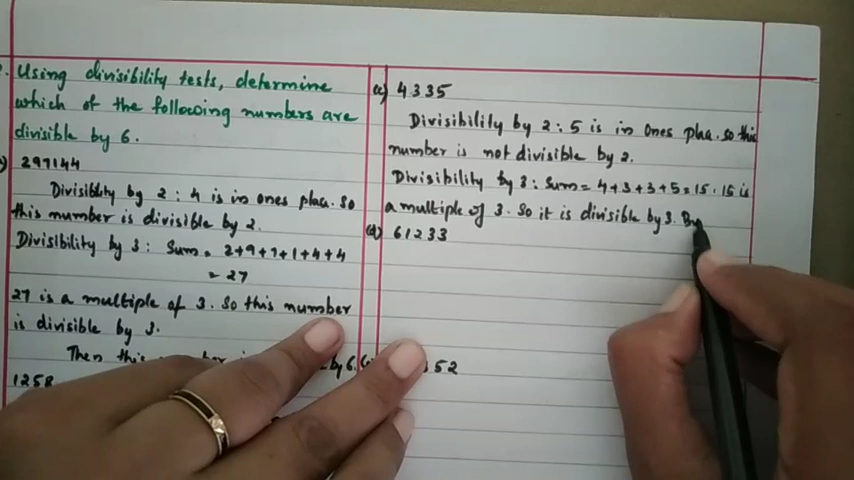 Using divisibility tests, determine
which of the following numbers are
divisible by 6.
297144
Divisiblity by 2 : 4 is in ones place. So
this number is divisible by 2.
Divisibility by 3 : Sum = 2+9+7+1+4+4
= 27
27 is a multiple of 3. So this number
is divisible by 3.
Then this by 6.
1258
(c) 4335
Divisibility by 2 : 5 is in ones place. so this
number is not divisible by 2.
Divisibility by 3 : Sum = 4+3+3+5=15. 15 is
a multiple of 3. So it is divisible by 3.
(d) 61233
52